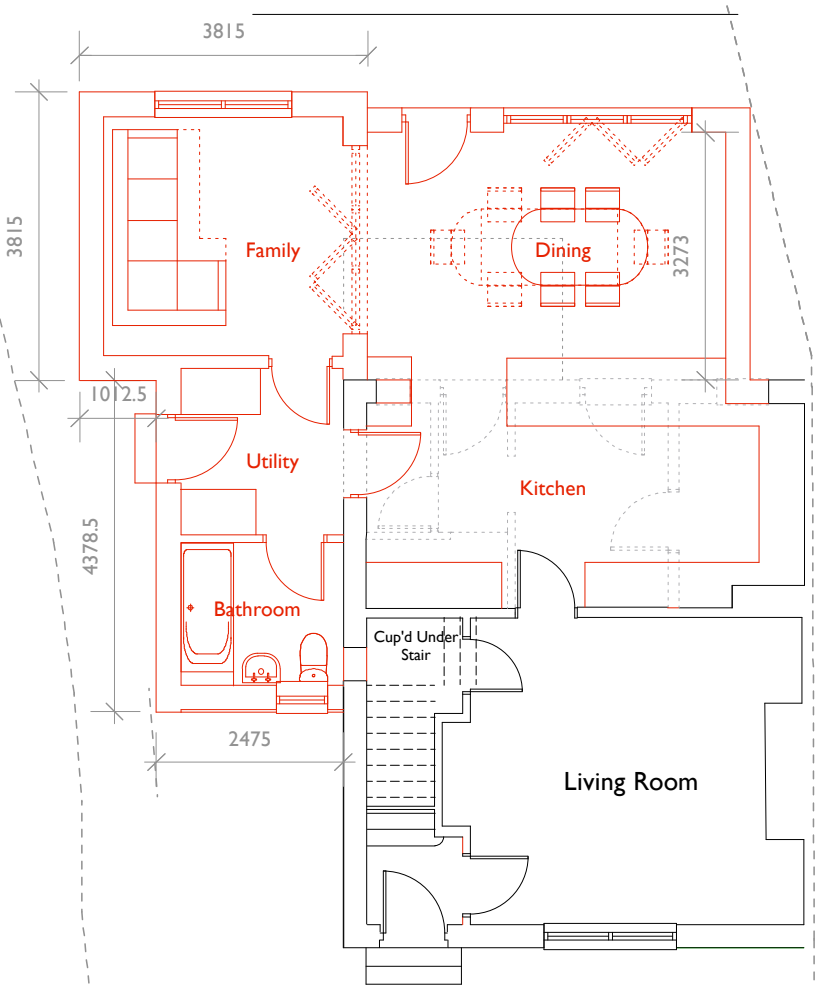 3815
3815
Family
Dining
3273
1012.5
Utility
Kitchen
4378.5
Bathroom
Cup'd Under
Stair
2475
Living Room